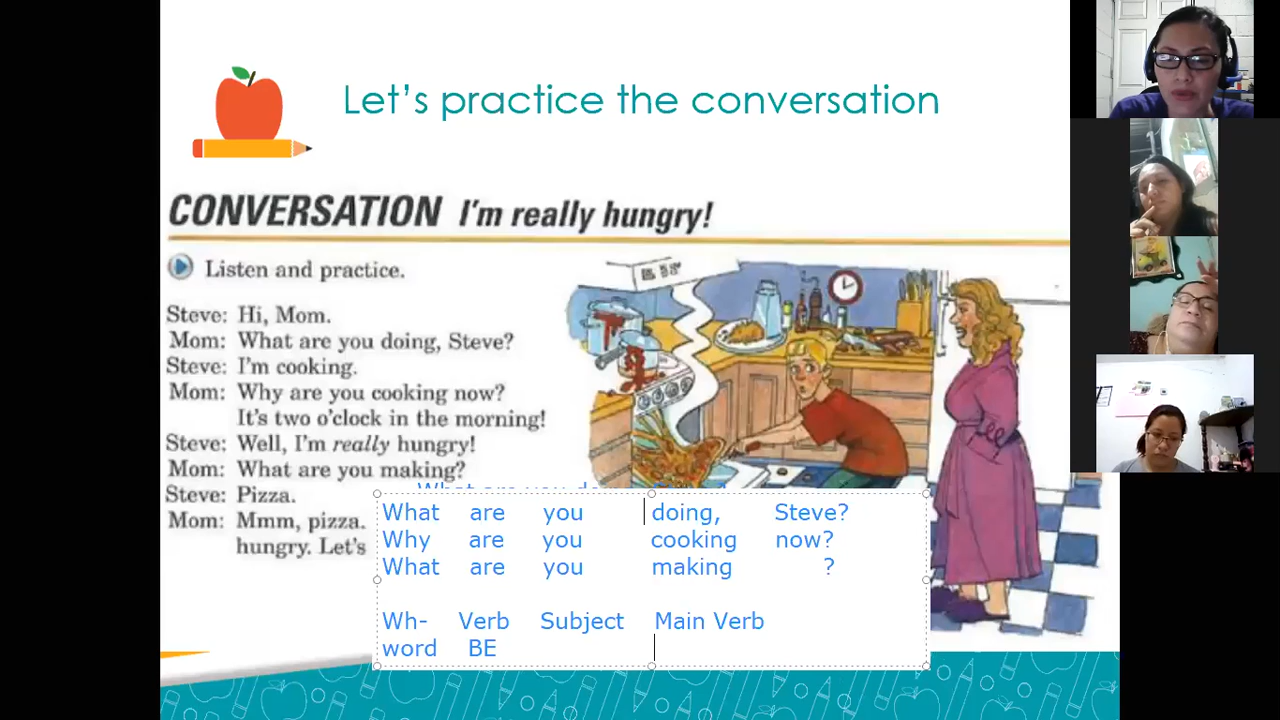 Let's practice the conversation
CONVERSATION I'm really hungry!
Listen and practice.
Steve: Hi, Mom.
Mom: What are you doing, Steve?
Steve: I'm cooking.
Mom: Why are you cooking now?
It's two o'clock in the morning!
Steve: Well, I'm really hungry!
Mom: What are you making?
Steve: Pizza.
Mom: Mmm, pizza.
hungry. Let's
What are you
What are you doing, Steve?
Why are you cooking now?
What are you making ?
Wh- Verb Subject Main Verb
word BE